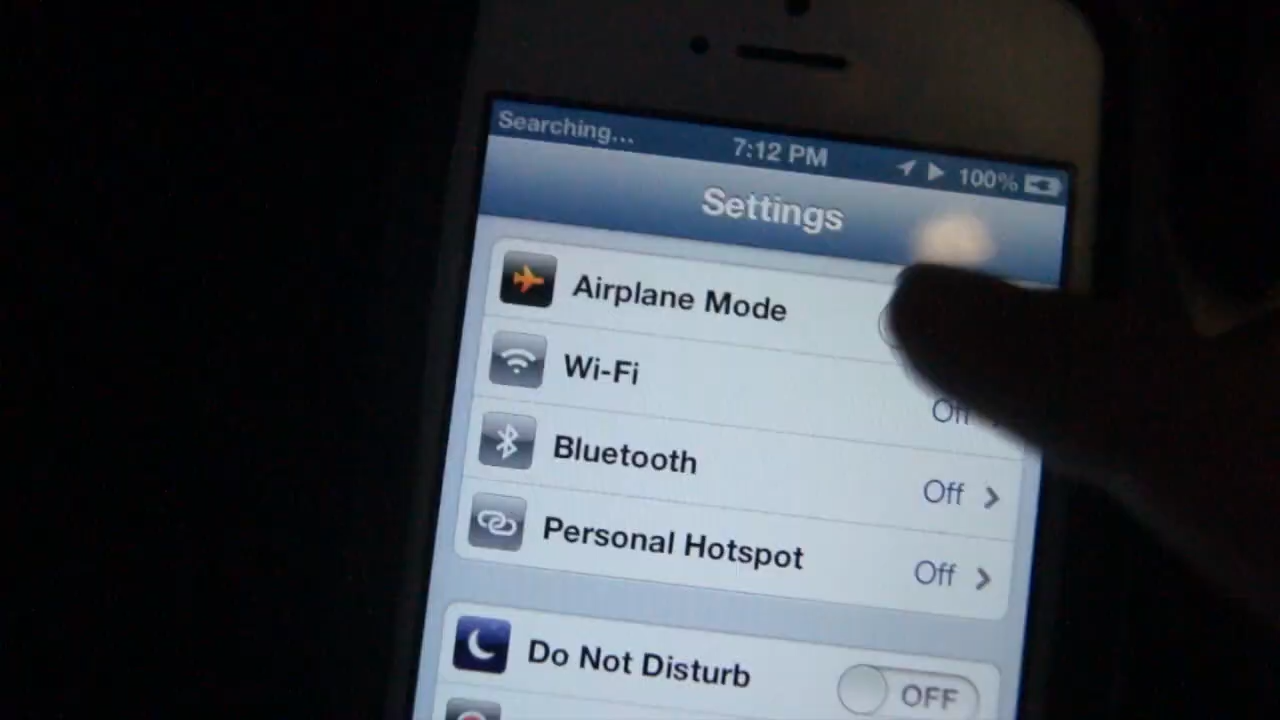 Searching...
7:12 PM
100%
Settings
Airplane Mode
Wi-Fi
Off
Bluetooth
Off
Personal Hotspot
Off
Do Not Disturb
OFF